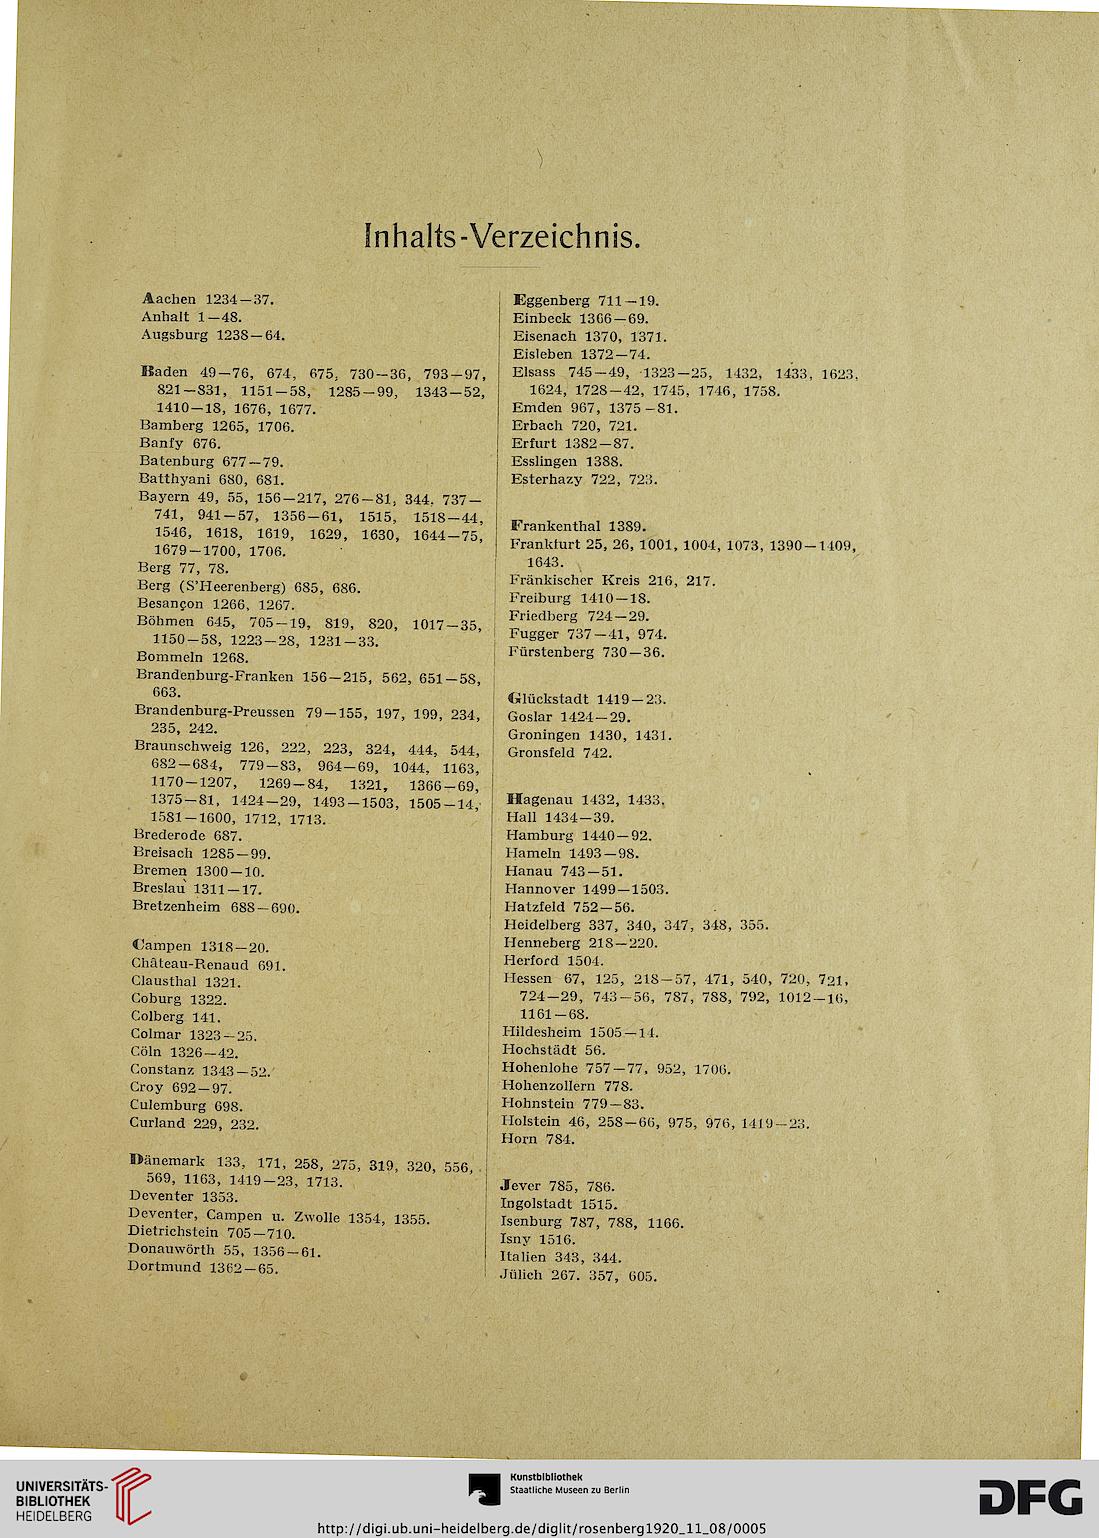 Inhalts-Verzeichnis.
Aachen 1234—37.
Anhalt 1—48.
Augsburg 1238—64.
Baden 49—76, 674, 675, 730—36, 793—97,
821—831, 1151—58, 1285—99, 1343—52,
1410—18, 1676, 1677.
Bamberg 1265, 1706.
Banfy 676.
Batenburg 677—79.
Batthyani 680, 681.
Bayern 49, 55, 156—217, 276—81, 344. 737—
741, 941—57, 1356—61, 1515, 1518—44,
1546, 1618, 1619, 1629, 1630, 1644—75,
1679—1700, 1706.
Berg 77, 78.
Berg (S'Heerenberg) 685, 686.
Besançon 1266, 1267.
Böhmen 645, 705—19, 819, 820, 1017—35,
1150—58, 1223—28, 1231—33.
Bommeln 1268.
Brandenburg-Franken 156—215, 562, 651—58,
663.
Brandenburg-Preussen 79—155, 197, 199, 234,
235, 242.
Braunschweig 126, 222, 223, 324, 444, 544,
682—684, 779—83, 964—69, 1044, 1163,
1170—1207, 1269—84, 1321, 1366—69,
1375—81, 1424—29, 1493—1503, 1505—14,
1581—1600, 1712, 1713.
Brederode 687.
Breisach 1285—99.
Bremen 1300—10.
Breslau 1311—17.
Bretzenheim 688—690.
Campen 1318—20.
Château-Renaud 691.
Clausthal 1321.
Coburg 1322.
Colberg 141.
Colmar 1323—25.
Cöln 1326—42.
Constanz 1343—52.
Croy 692—97.
Culemburg 698.
Curland 229, 232.
Dänemark 133, 171, 258, 275, 319, 320, 556,
569, 1163, 1419—23, 1713.
Deventer 1353.
Deventer, Campen u. Zwolle 1354, 1355.
Dietrichstein 705—710.
Donauwörth 55, 1356—61.
Dortmund 1362—65.
Eggenberg 711—19.
Einbeck 1366—69.
Eisenach 1370, 1371.
Eisleben 1372—74.
Elsass 745—49, 1323—25, 1432, 1433, 1623,
1624, 1728—42, 1745, 1746, 1758.
Emden 967, 1375—81.
Erbach 720, 721.
Erfurt 1382—87.
Esslingen 1388.
Esterhazy 722, 723.
Frankenthal 1389.
Frankfurt 25, 26, 1001, 1004, 1073, 1390—1409,
1643.
Fränkischer Kreis 216, 217.
Freiburg 1410—18.
Friedberg 724—29.
Fugger 737—41, 974.
Fürstenberg 730—36.
Glückstadt 1419—23.
Goslar 1424—29.
Groningen 1430, 1431.
Gronsfeld 742.
Hagenau 1432, 1433.
Hall 1434—39.
Hamburg 1440—92.
Hameln 1493—98.
Hanau 743—51.
Hannover 1499—1503.
Hatzfeld 752—56.
Heidelberg 337, 340, 347, 348, 355.
Henneberg 218—220.
Herford 1504.
Hessen 67, 125, 218—57, 471, 540, 720, 721,
724—29, 743—56, 787, 788, 792, 1012—16,
1161—68.
Hildesheim 1505—14.
Hochstädt 56.
Hohenlohe 757—77, 952, 1706.
Hohenzollern 778.
Hohnstein 779—83.
Holstein 46, 258—66, 975, 976, 1419—23.
Horn 784.
Jever 785, 786.
Ingolstadt 1515.
Isenburg 787, 788, 1166.
Isny 1516.
Italien 343, 344.
Jülich 267. 357, 605.
UNIVERSITÄTS-
BIBLIOTHEK
HEIDELBERG
Kunstbibliothek
Staatliche Museen zu Berlin
DFG
http://digi.ub.uni-heidelberg.de/diglit/rosenberg1920_11_08/0005